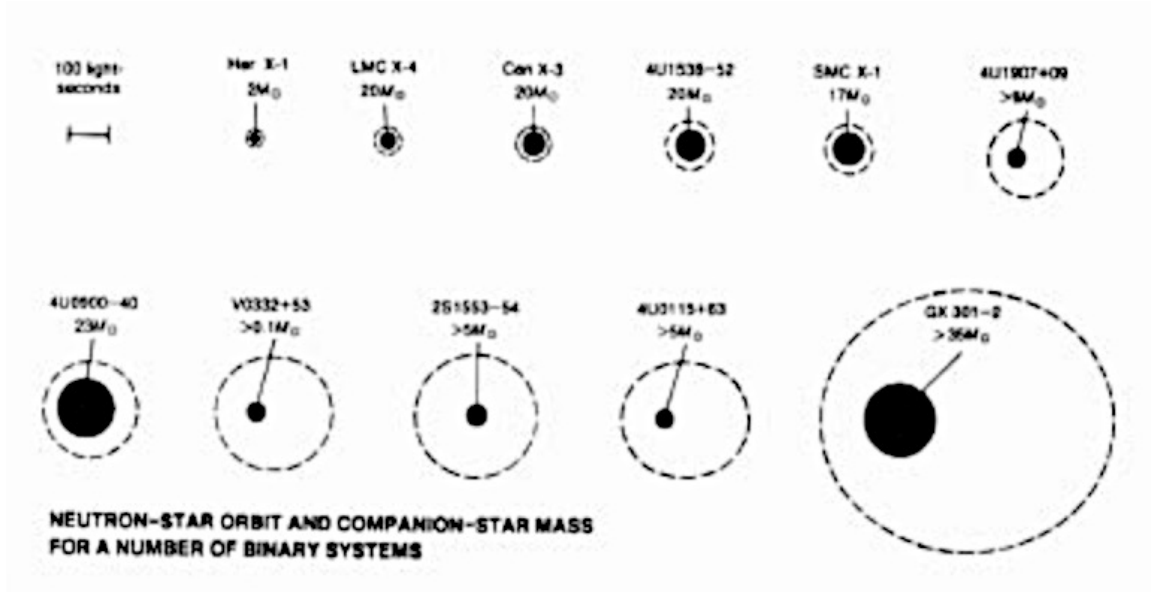 100 light-
seconds
Her X-1
2M☉
LMC X-4
20M☉
Cen X-3
20M☉
4U1538-52
20M☉
SMC X-1
17M☉
4U1907+09
4U0900-40
23M☉
V0332+53
>0.1M☉
2S1553-54
>5M☉
4U0115+63
>5M☉
GX 301-2
>35M☉
NEUTRON-STAR ORBIT AND COMPANION-STAR MASS
FOR A NUMBER OF BINARY SYSTEMS